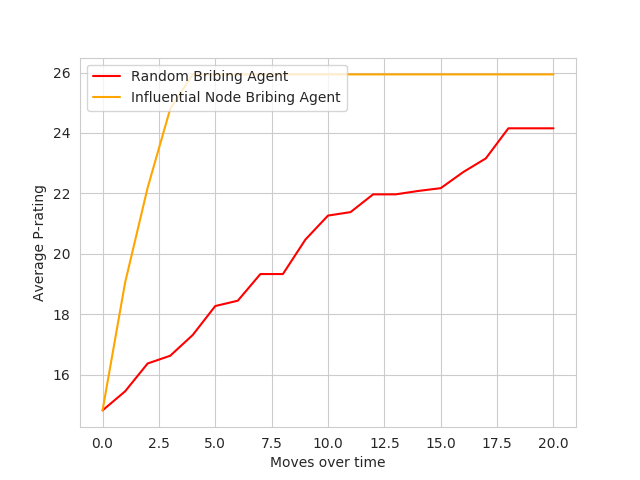 Random Bribing Agent
Influential Node Bribing Agent
26
24
22
20
18
16
Average P-rating
0.0 2.5 5.0 7.5 10.0 12.5 15.0 17.5 20.0
Moves over time